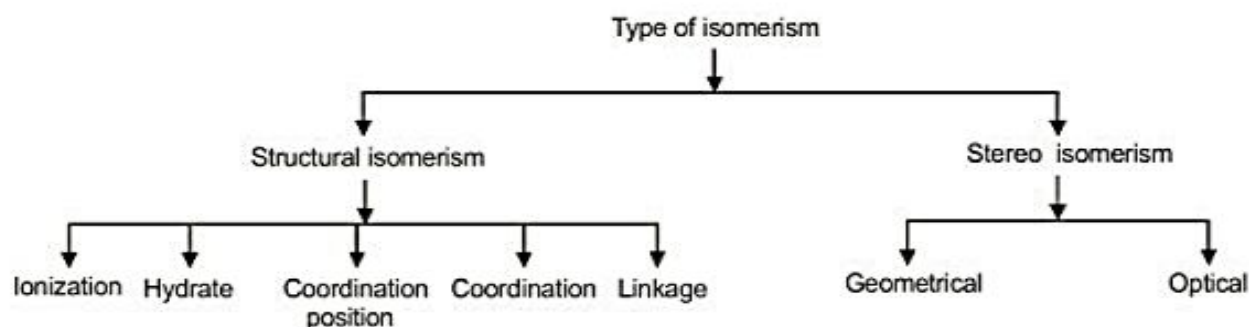 Type of isomerism
Structural isomerism
Stereo isomerism
Ionization
Hydrate
Coordination
position
Coordination
Linkage
Geometrical
Optical